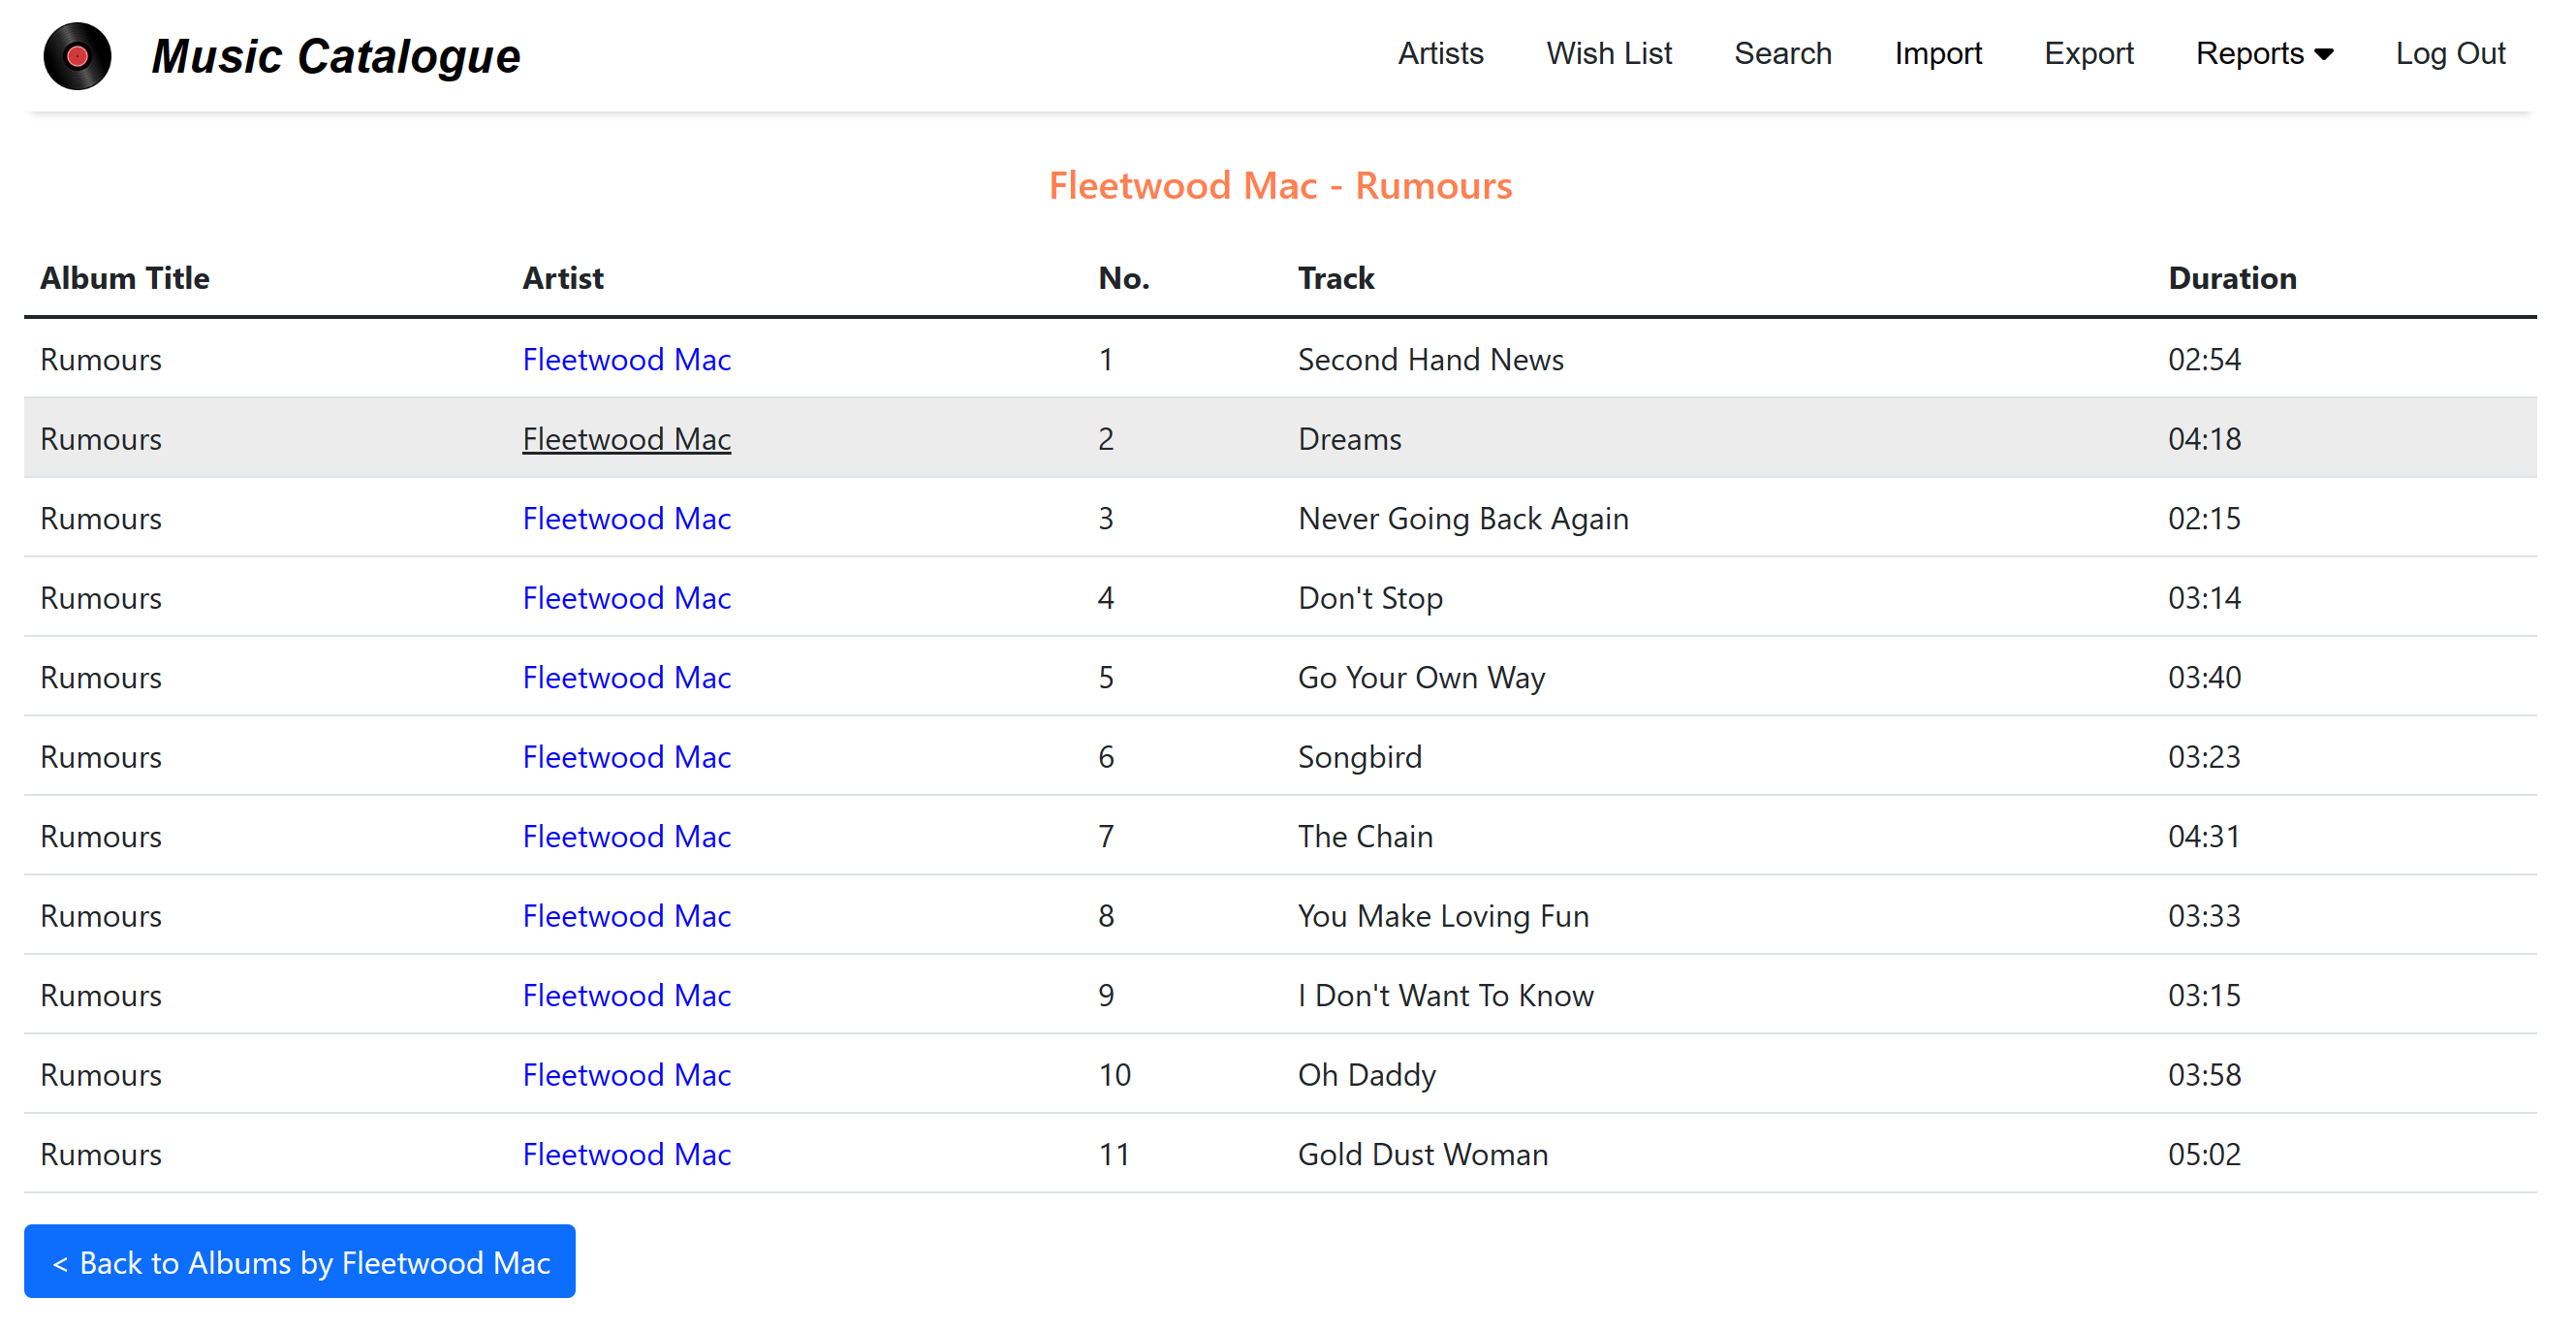 Music Catalogue Artists Wish List Search Import Export Reports Log Out
Fleetwood Mac - Rumours
Album Title Artist No. Track Duration
Rumours Fleetwood Mac 1 Second Hand News 02:54
Rumours Fleetwood Mac 2 Dreams 04:18
Rumours Fleetwood Mac 3 Never Going Back Again 02:15
Rumours Fleetwood Mac 4 Don't Stop 03:14
Rumours Fleetwood Mac 5 Go Your Own Way 03:40
Rumours Fleetwood Mac 6 Songbird 03:23
Rumours Fleetwood Mac 7 The Chain 04:31
Rumours Fleetwood Mac 8 You Make Loving Fun 03:33
Rumours Fleetwood Mac 9 I Don't Want To Know 03:15
Rumours Fleetwood Mac 10 Oh Daddy 03:58
Rumours Fleetwood Mac 11 Gold Dust Woman 05:02
< Back to Albums by Fleetwood Mac